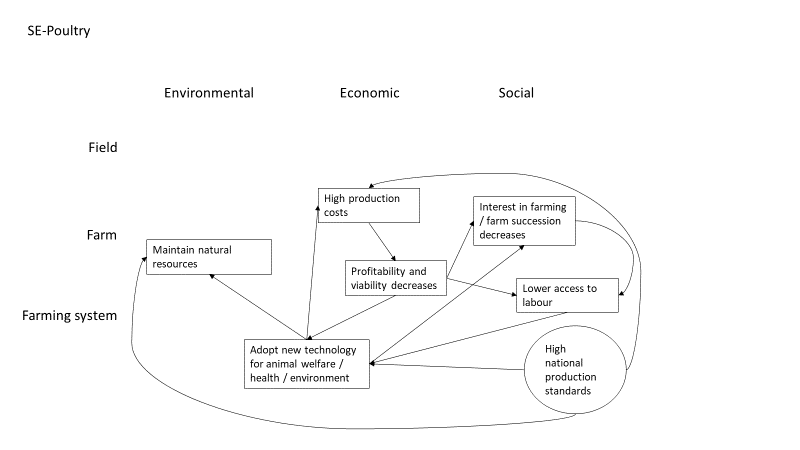 SE-Poultry
Environmental
Economic
Social
Field
High production
costs
Interest in farming
/ farm succession
decreases
Farm
Maintain natural
resources
Profitability and
viability decreases
Lower access to
labour
Farming system
Adopt new technology
for animal welfare /
health / environment
High
national
production
standards